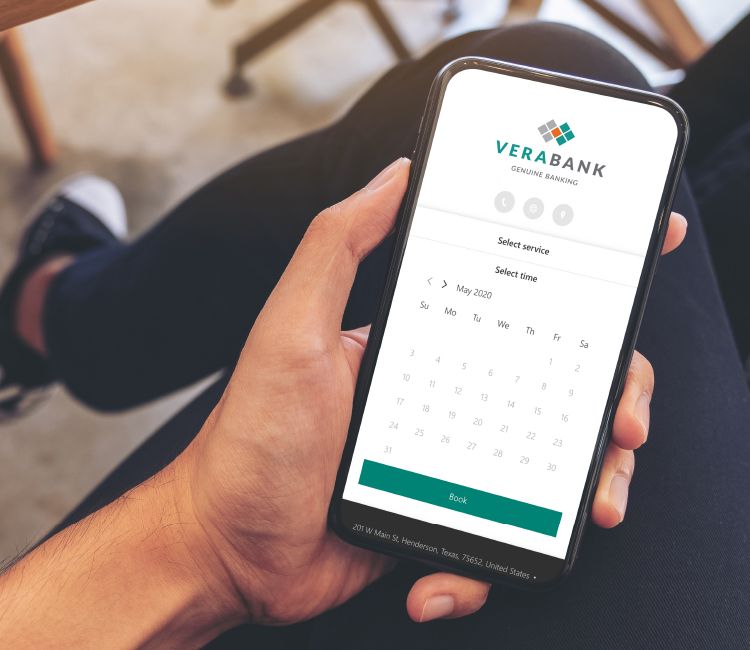 VERABANK
GENUINE BANKING
Select service
Select time
< > May 2020
Su Mo Tu We Th Fr Sa
1 2
3 4 5 6 7 8 9
10 11 12 13 14 15 16
17 18 19 20 21 22 23
24 25 26 27 28 29 30
31
Book
201 W Main St, Henderson, Texas, 75652, United States •